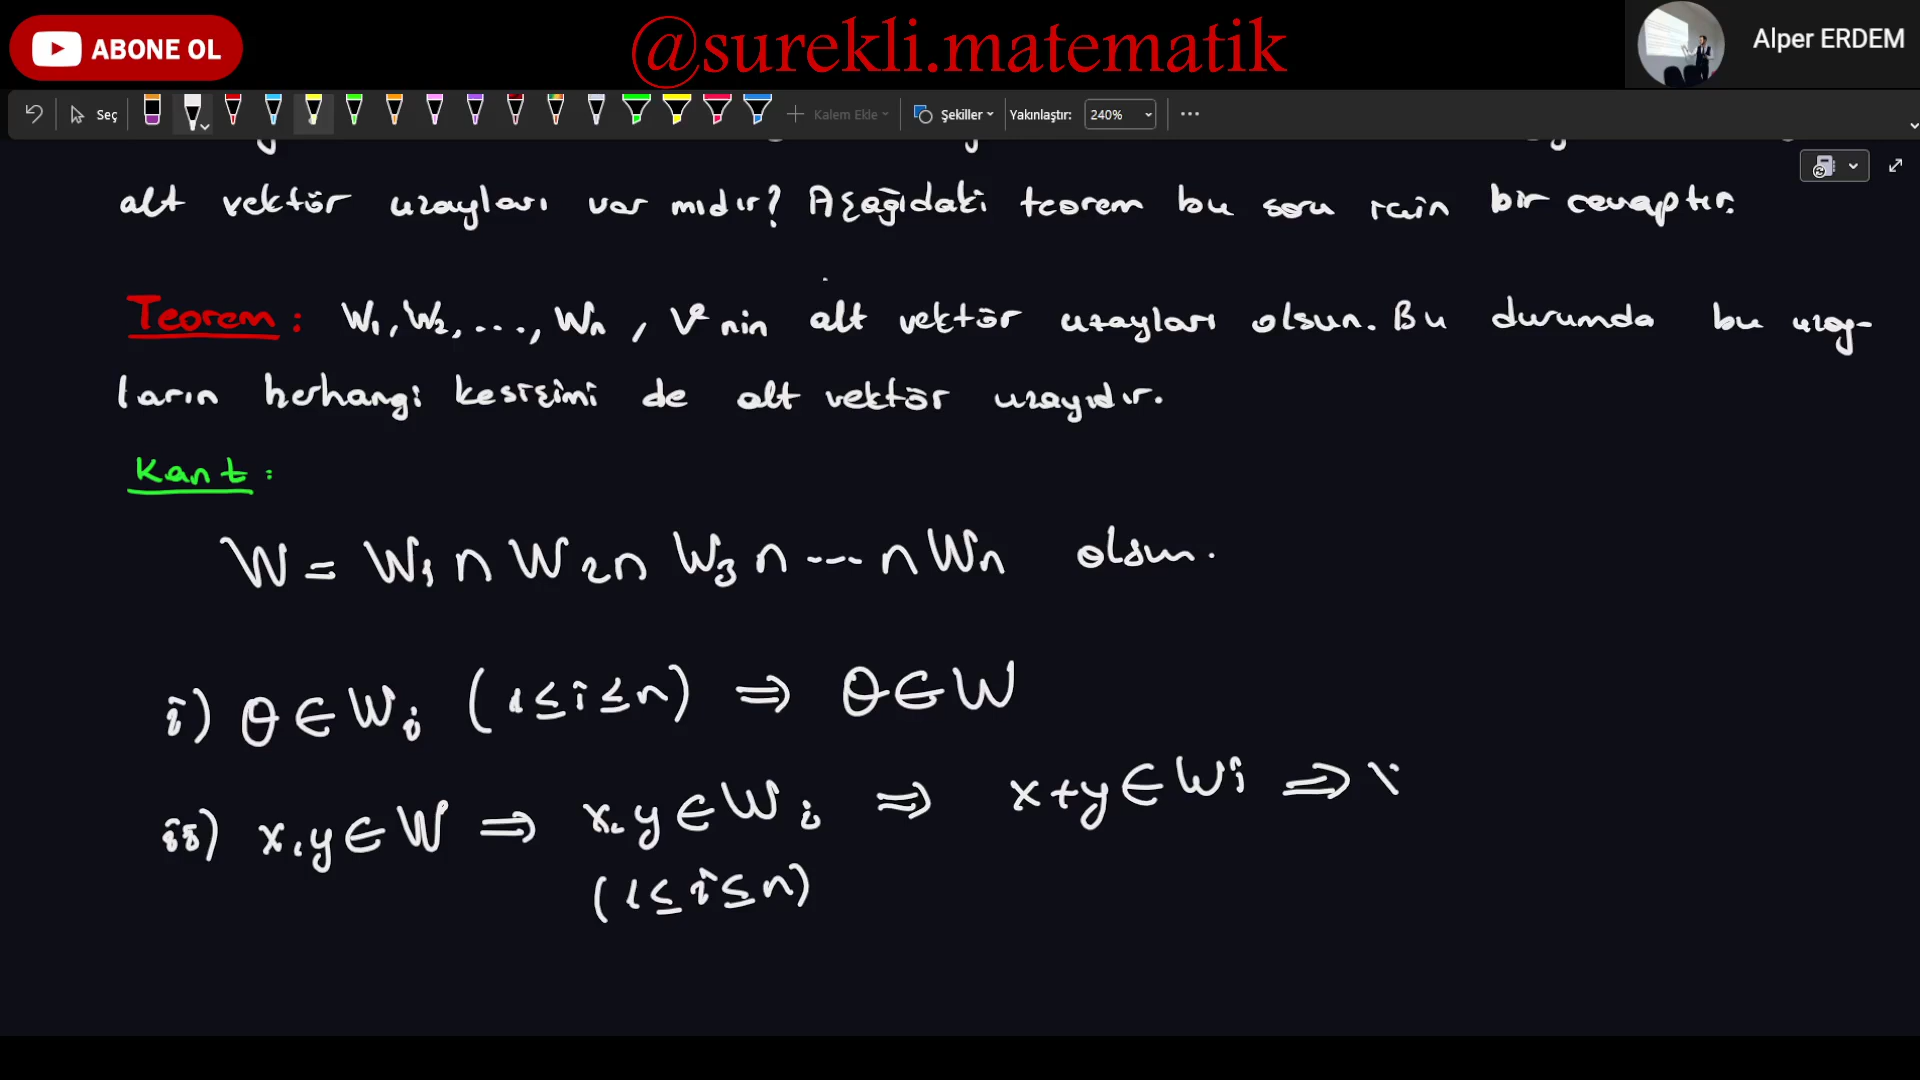 ABONE OL
@surekli.matematik
Alper ERDEM
Seç
Kalem Ekle
Şekiller
Yakınlaştır:
240%
alt vektör uzayları var mıdır? Aşağıdaki teorem bu soru için bir cevaptır.
Teorem: W₁, W₂, ..., Wₙ, V nin alt vektör uzayları olsun. Bu durumda bu uzay-
ların herhangi kesişimi de alt vektör uzayıdır.
Kanıt:
W = W₁ ∩ W₂ ∩ W₃ ∩ --- ∩ Wₙ olsun.
i) θ ∈ Wᵢ (1 ≤ i ≤ n) ⇒ θ ∈ W
ii) x, y ∈ W ⇒ x, y ∈ Wᵢ ⇒ x+y ∈ Wi ⇒
(1 ≤ i ≤ n)